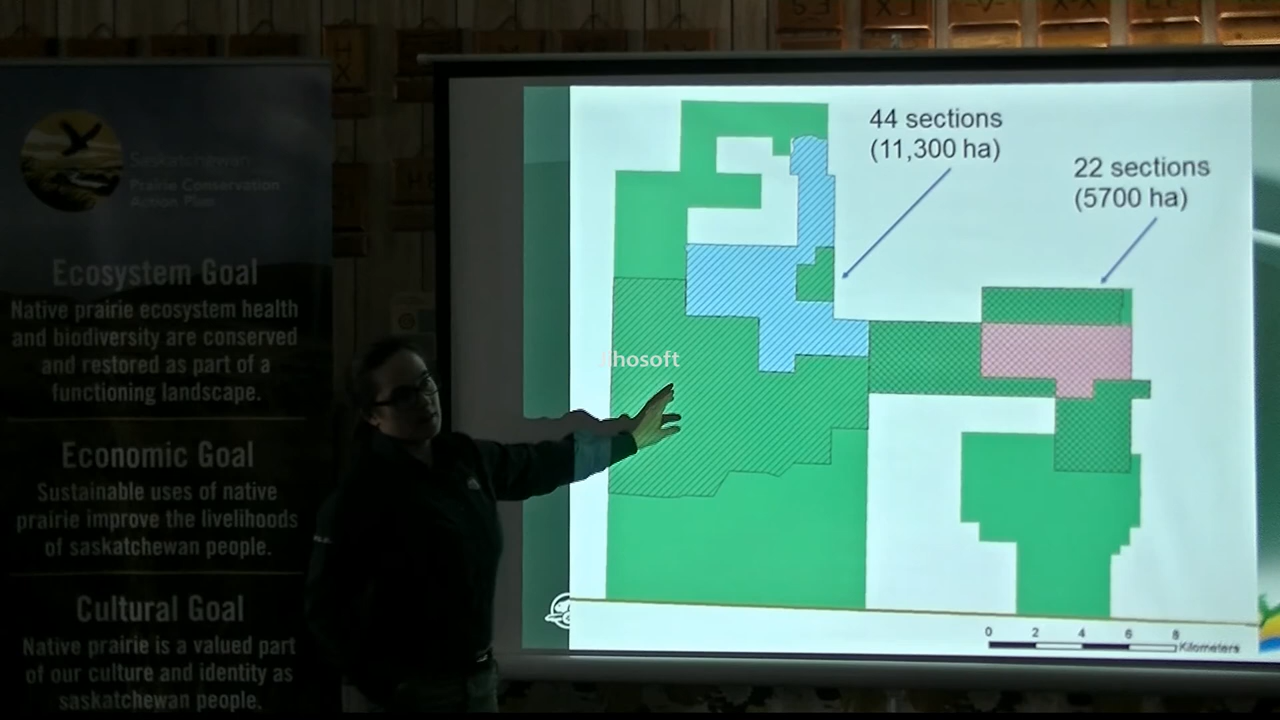 Saskatchewan
Prairie Conservation
Action Plan
Ecosystem Goal
Native prairie ecosystem health
and biodiversity are conserved
and restored as part of a
functioning landscape.
Economic Goal
Sustainable uses of native
prairie improve the livelihoods
of saskatchewan people.
Cultural Goal
Native prairie is a valued part
of our culture and identity as
saskatchewan people.
44 sections
(11,300 ha)
22 sections
(5700 ha)
0 2 4 6 8
Kilometers